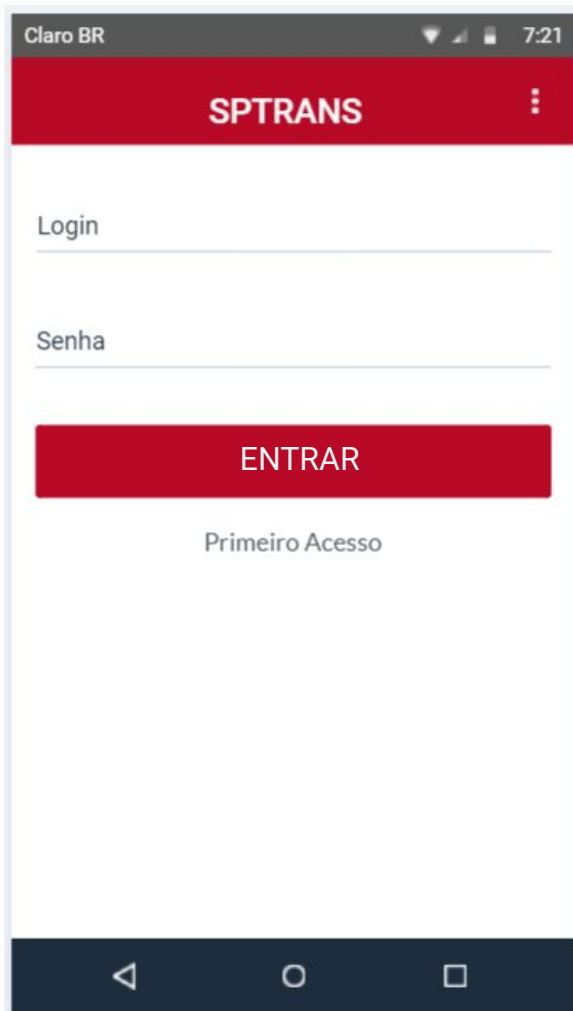 Claro BR 7:21
SPTRANS
Login
Senha
ENTRAR
Primeiro Acesso